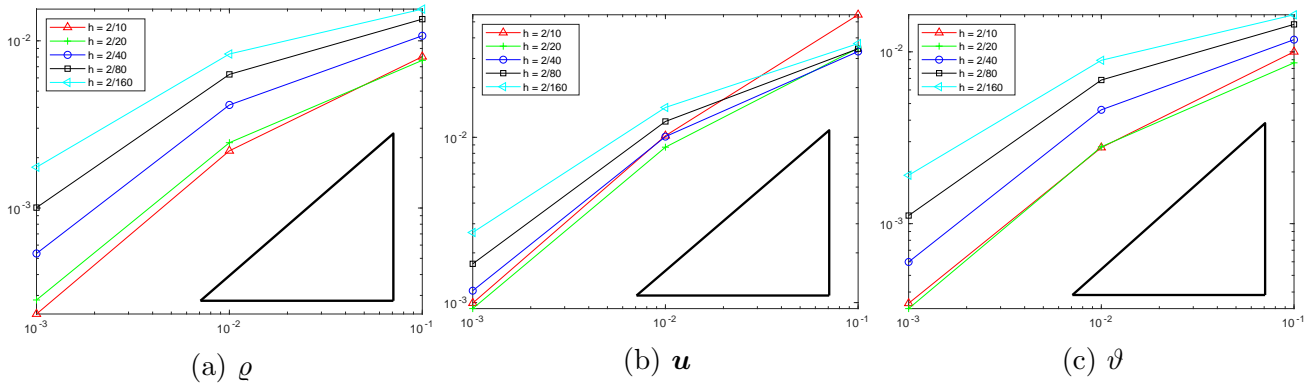 10^-2
10^-3
h = 2/10
h = 2/20
h = 2/40
h = 2/80
h = 2/160
10^-3
10^-2
10^-1
(a) ϱ
10^-2
10^-3
h = 2/10
h = 2/20
h = 2/40
h = 2/80
h = 2/160
10^-3
10^-2
10^-1
(b) u
10^-2
10^-3
h = 2/10
h = 2/20
h = 2/40
h = 2/80
h = 2/160
10^-3
10^-2
10^-1
(c) ϑ